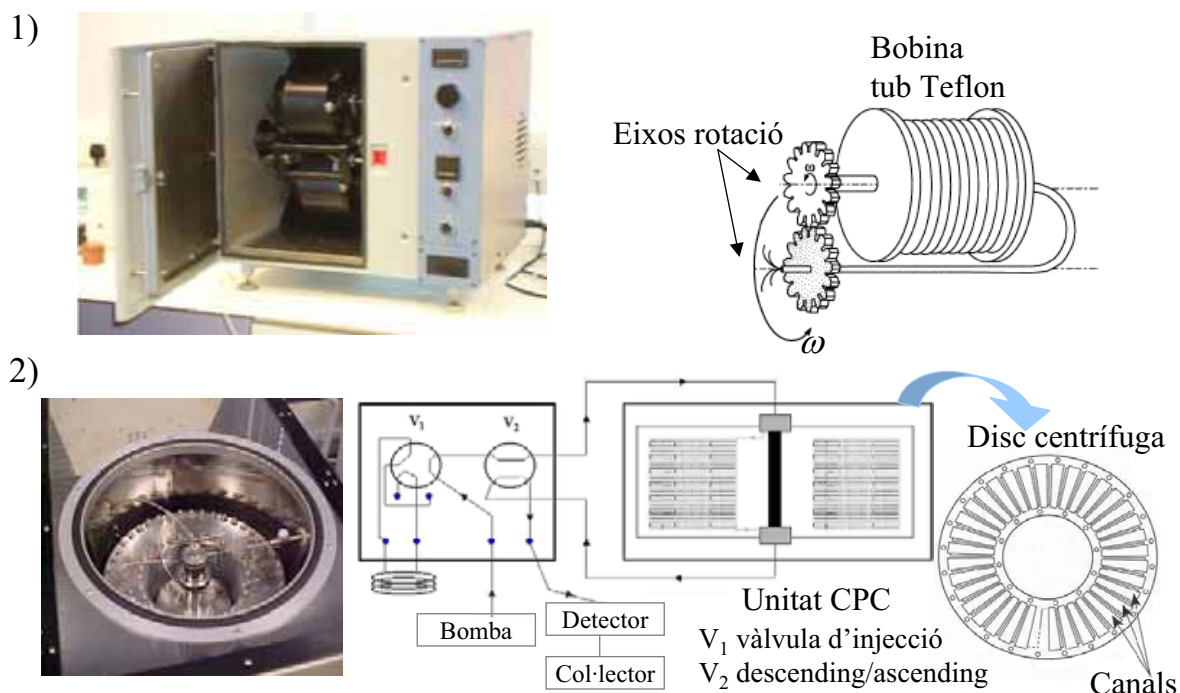 1)
Bobina
tub Teflon
Eixos rotació
ω
ω
2)
V₁
V₂
Disc centrífuga
Bomba
Detector
Col·lector
Unitat CPC
V₁ vàlvula d’injecció
V₂ descending/ascending
Canals